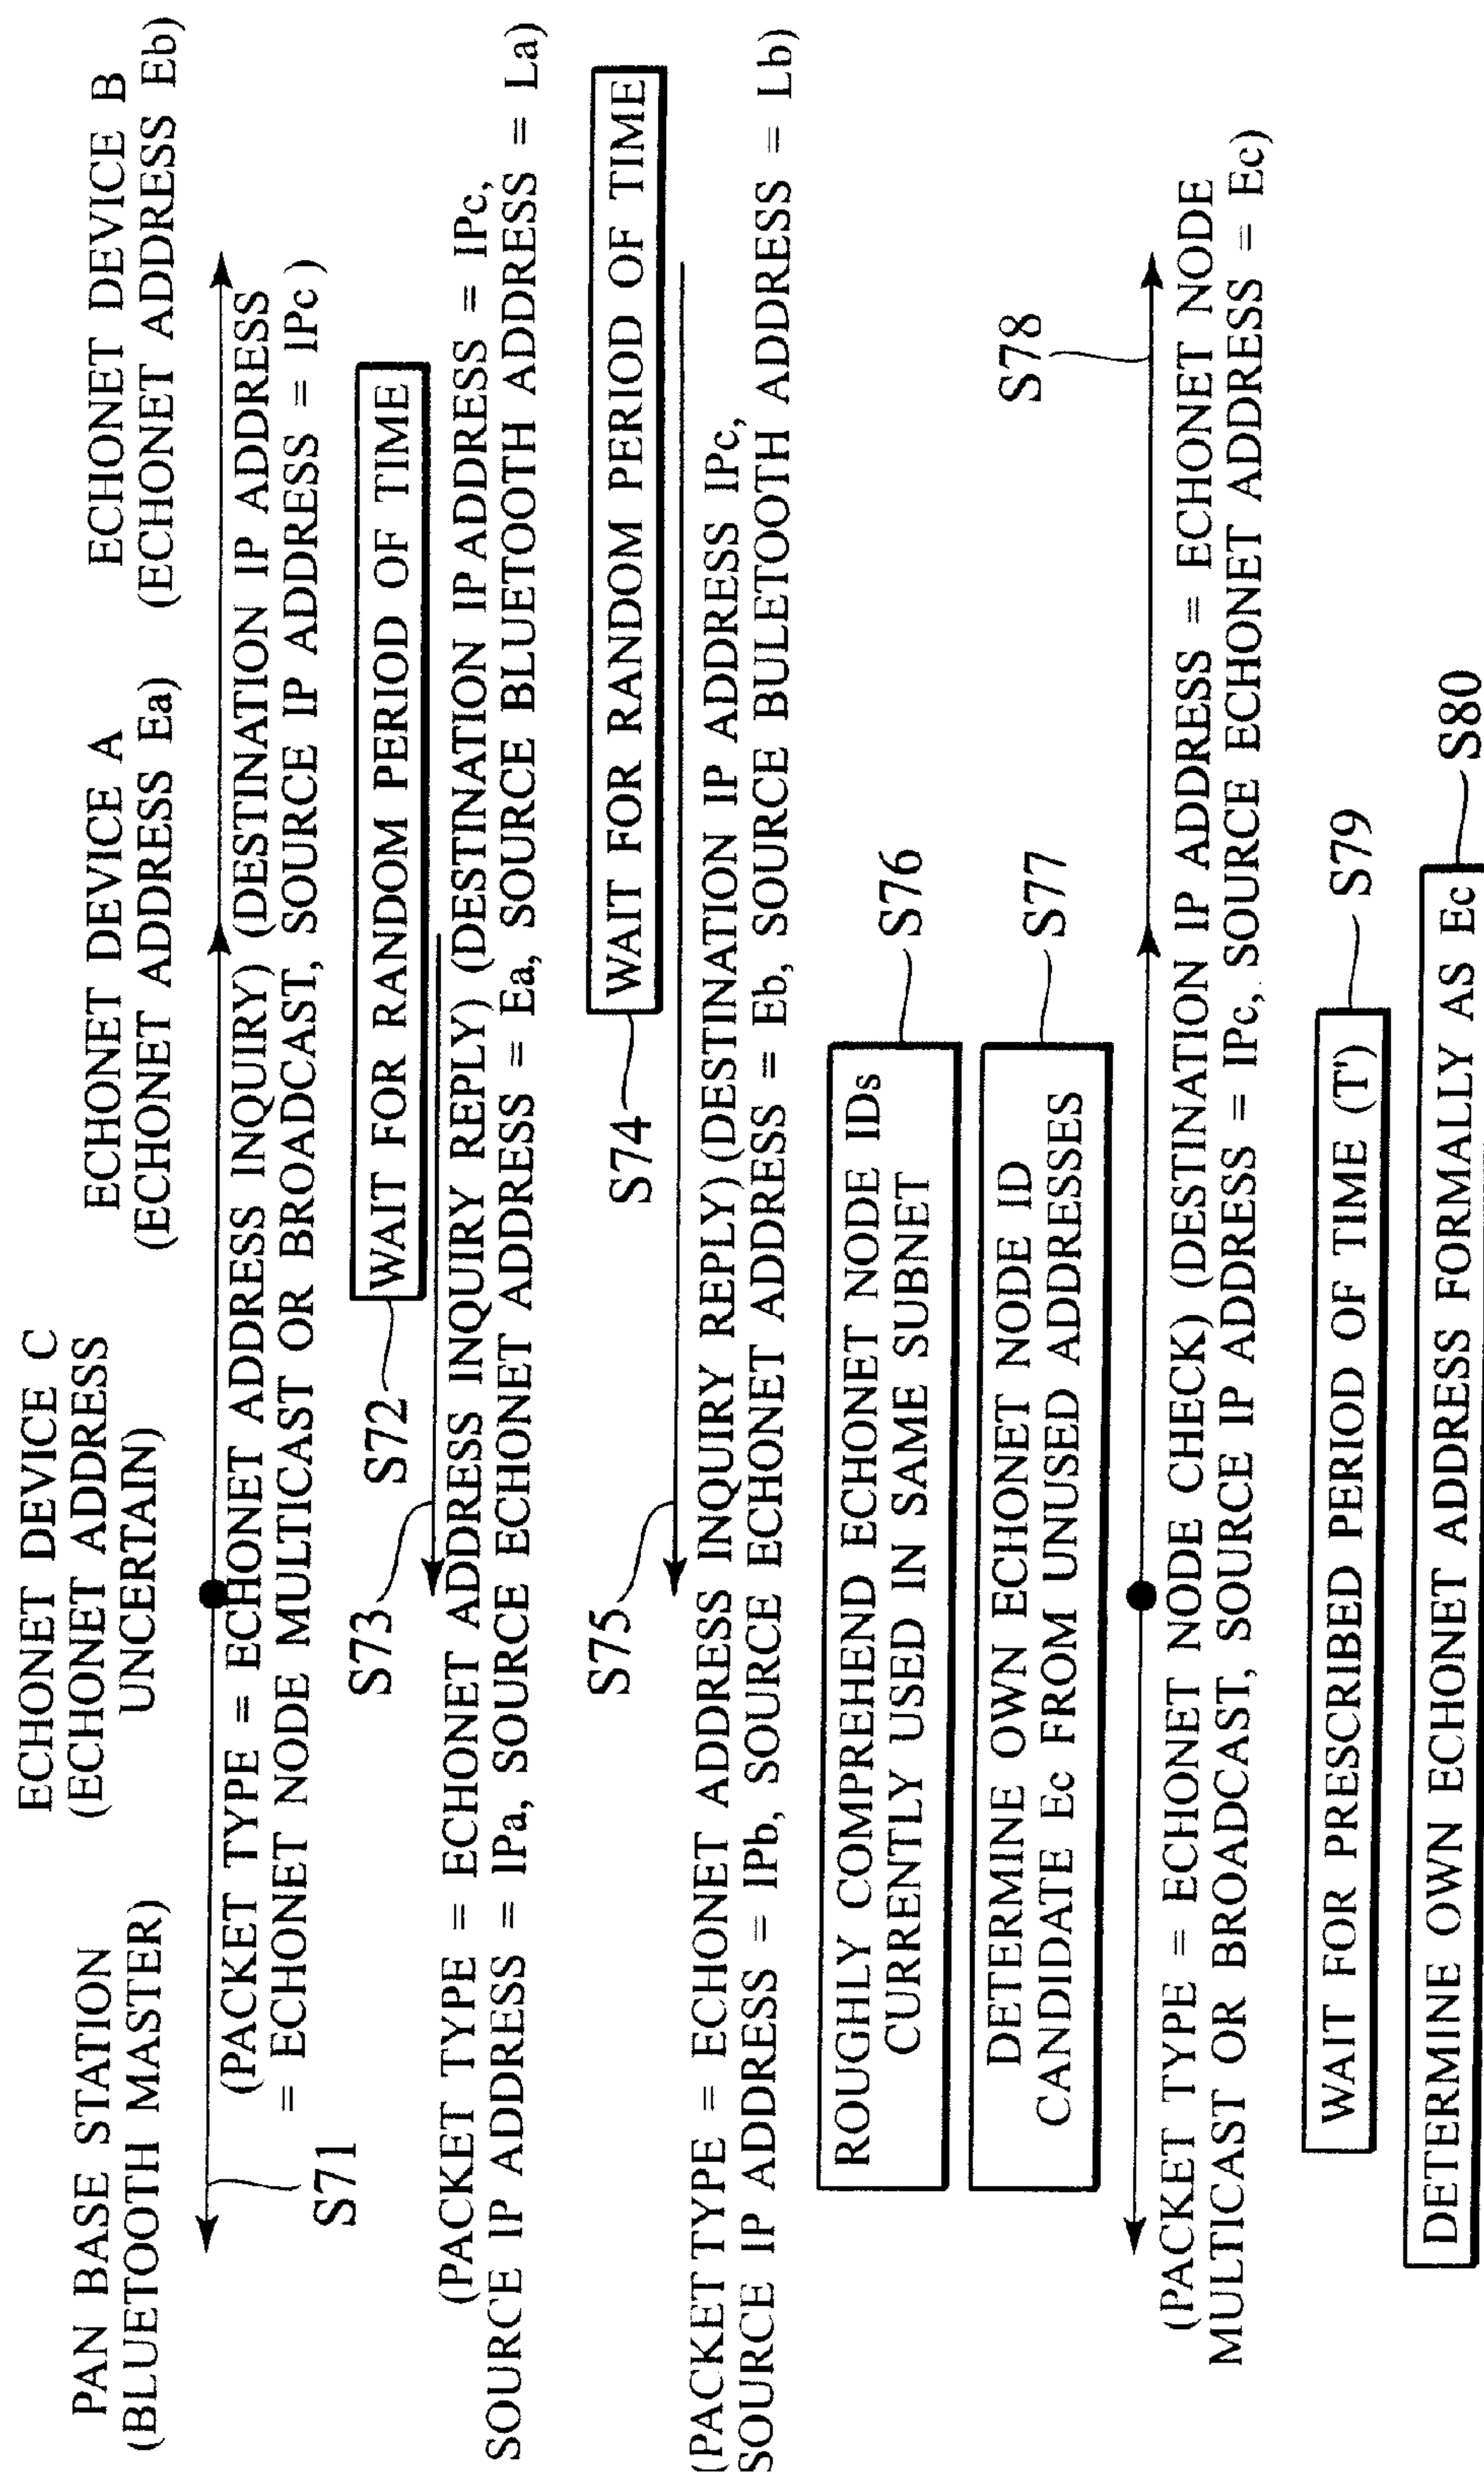 PAN BASE STATION
(BLUETOOTH MASTER)
ECHONET DEVICE C
(ECHONET ADDRESS
UNCERTAIN)
ECHONET DEVICE A
(ECHONET ADDRESS Ea)
ECHONET DEVICE B
(ECHONET ADDRESS Eb)
(PACKET TYPE = ECHONET ADDRESS INQUIRY) (DESTINATION IP ADDRESS
= ECHONET NODE MULTICAST OR BROADCAST, SOURCE IP ADDRESS = IPc )
S71
WAIT FOR RANDOM PERIOD OF TIME
S72
S73
(PACKET TYPE = ECHONET ADDRESS INQUIRY REPLY) (DESTINATION IP ADDRESS = IPc,
SOURCE IP ADDRESS = IPa, SOURCE ECHONET ADDRESS = Ea, SOURCE BLUETOOTH ADDRESS = La)
WAIT FOR RANDOM PERIOD OF TIME
S74
S75
(PACKET TYPE = ECHONET ADDRESS INQUIRY REPLY) (DESTINATION IP ADDRESS IPc,
SOURCE IP ADDRESS = IPb, SOURCE ECHONET ADDRESS = Eb, SOURCE BULETOOTH ADDRESS = Lb)
ROUGHLY COMPREHEND ECHONET NODE IDs
CURRENTLY USED IN SAME SUBNET
S76
DETERMINE OWN ECHONET NODE ID
CANDIDATE Ec FROM UNUSED ADDRESSES
S77
S78
(PACKET TYPE = ECHONET NODE CHECK) (DESTINATION IP ADDRESS = ECHONET NODE
MULTICAST OR BROADCAST, SOURCE IP ADDRESS = IPc, SOURCE ECHONET ADDRESS = Ec)
WAIT FOR PRESCRIBED PERIOD OF TIME (T')
S79
DETERMINE OWN ECHONET ADDRESS FORMALLY AS Ec
S80